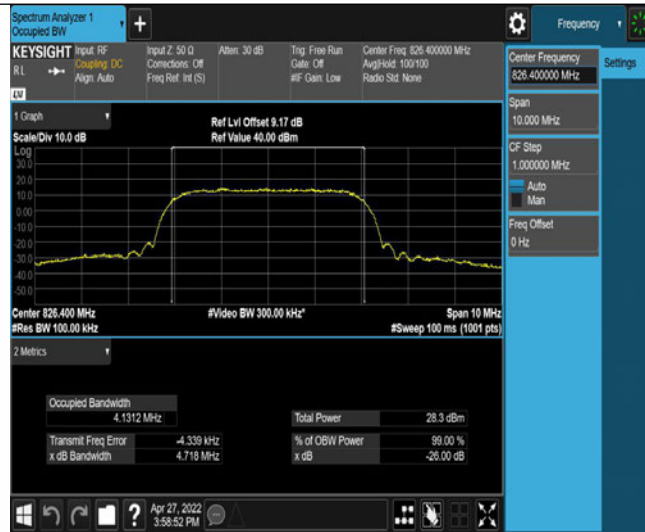 Spectrum Analyzer 1
Occupied BW
Frequency
KEYSIGHT
RL
Input: RF
Coupling: DC
Align: Auto
Input Z: 50 Ω
Corrections: Off
Freq Ref: Int (S)
Atten: 30 dB
Trig: Free Run
Gate: Off
#IF Gain: Low
Center Freq: 826.400000 MHz
Avg|Hold: 100/100
Radio Std: None
Center Frequency
826.400000 MHz
Settings
Span
10.000 MHz
CF Step
1.000000 MHz
Auto
Man
Freq Offset
0 Hz
1 Graph
Scale/Div 10.0 dB
Ref Lvl Offset 9.17 dB
Ref Value 40.00 dBm
Log
30.0
20.0
10.0
0.00
-10.0
-20.0
-30.0
-40.0
-50.0
Center 826.400 MHz
#Res BW 100.00 kHz
#Video BW 300.00 kHz*
Span 10 MHz
#Sweep 100 ms (1001 pts)
2 Metrics
Occupied Bandwidth
4.1312 MHz
Total Power 28.3 dBm
Transmit Freq Error -4.339 kHz
% of OBW Power 99.00 %
x dB Bandwidth 4.718 MHz
x dB -26.00 dB
?
Apr 27, 2022
3:58:52 PM